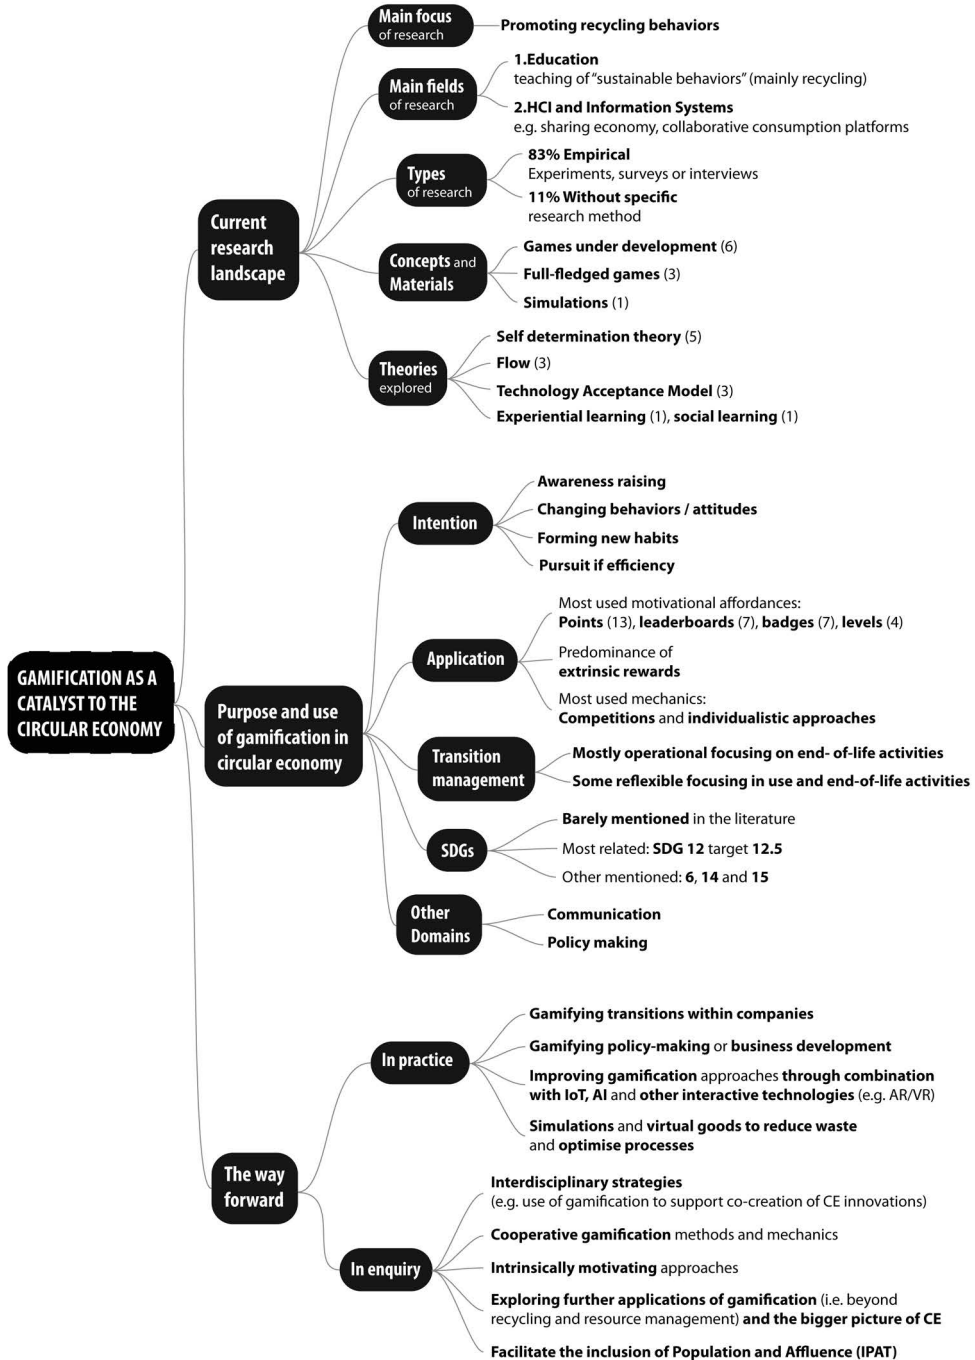 Main focus
of research
Promoting recycling behaviors
Main fields
of research
1.Education
teaching of “sustainable behaviors” (mainly recycling)
2.HCI and Information Systems
e.g. sharing economy, collaborative consumption platforms
Types
of research
83% Empirical
Experiments, surveys or interviews
11% Without specific
research method
Current
research
landscape
Concepts and
Materials
Games under development (6)
Full-fledged games (3)
Simulations (1)
Theories
explored
Self determination theory (5)
Flow (3)
Technology Acceptance Model (3)
Experiential learning (1), social learning (1)
GAMIFICATION AS A
CATALYST TO THE
CIRCULAR ECONOMY
Purpose and use
of gamification in
circular economy
Intention
Awareness raising
Changing behaviors / attitudes
Forming new habits
Pursuit if efficiency
Application
Most used motivational affordances:
Points (13), leaderboards (7), badges (7), levels (4)
Predominance of
extrinsic rewards
Most used mechanics:
Competitions and individualistic approaches
Transition
management
Mostly operational focusing on end- of-life activities
Some reflexible focusing in use and end-of-life activities
SDGs
Barely mentioned in the literature
Most related: SDG 12 target 12.5
Other mentioned: 6, 14 and 15
Other
Domains
Communication
Policy making
The way
forward
In practice
Gamifying transitions within companies
Gamifying policy-making or business development
Improving gamification approaches through combination
with IoT, AI and other interactive technologies (e.g. AR/VR)
Simulations and virtual goods to reduce waste
and optimise processes
In enquiry
Interdisciplinary strategies
(e.g. use of gamification to support co-creation of CE innovations)
Cooperative gamification methods and mechanics
Intrinsically motivating approaches
Exploring further applications of gamification (i.e. beyond
recycling and resource management) and the bigger picture of CE
Facilitate the inclusion of Population and Affluence (IPAT)